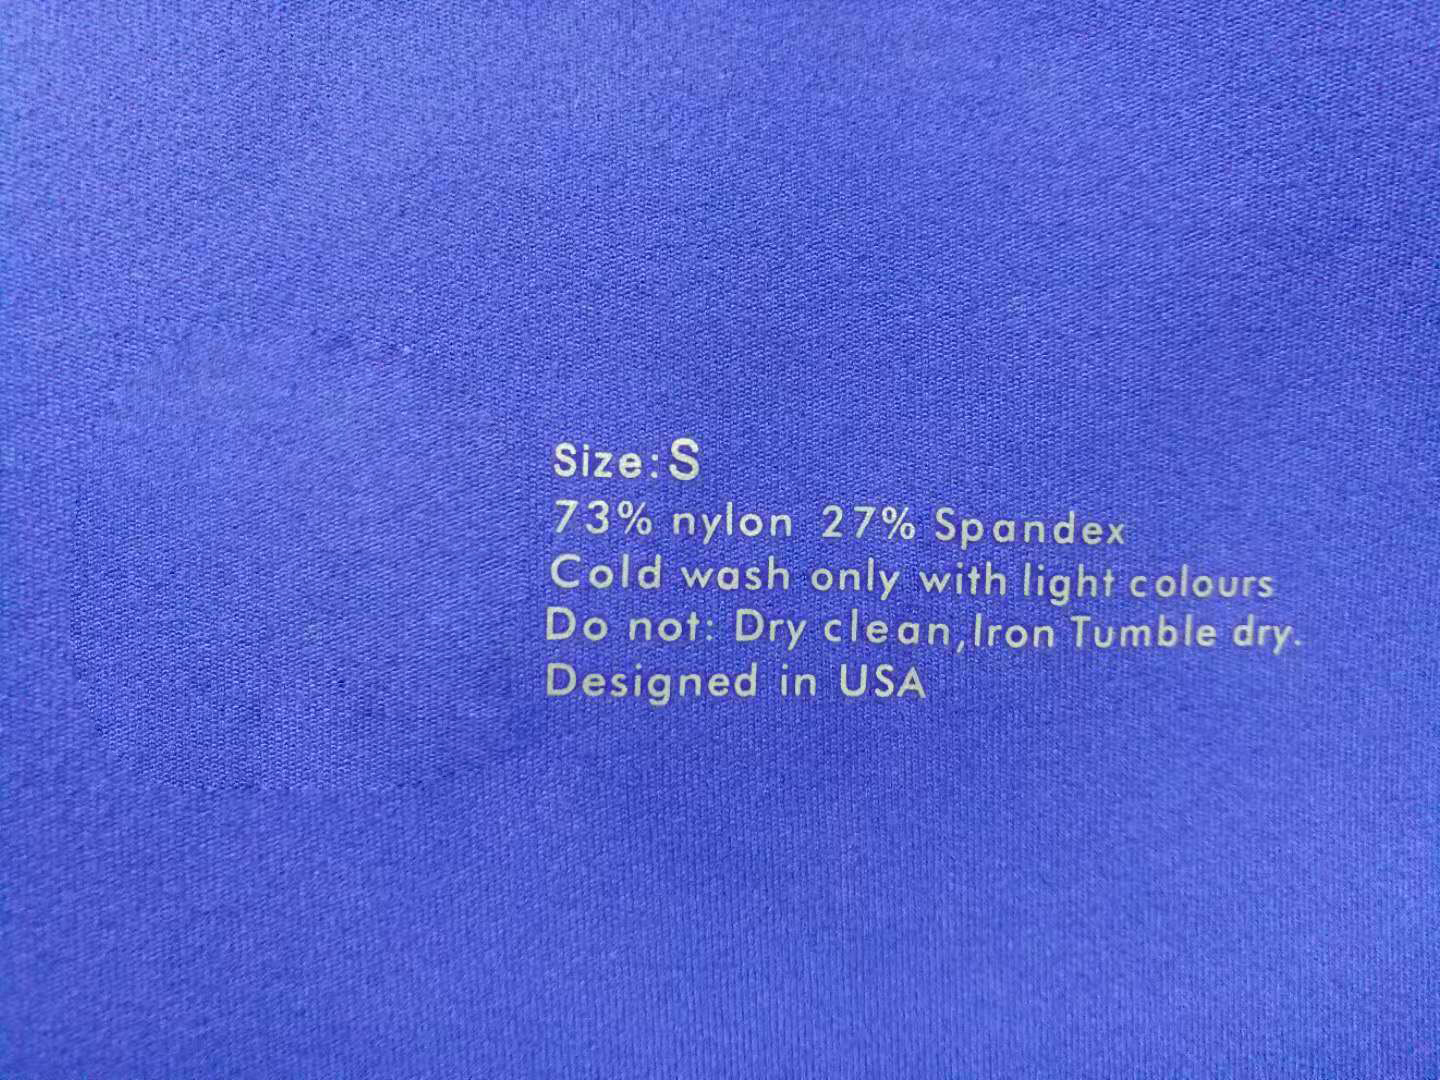 Size:S
73% nylon 27% Spandex
Cold wash only with light colours
Do not: Dry clean,Iron Tumble dry.
Designed in USA